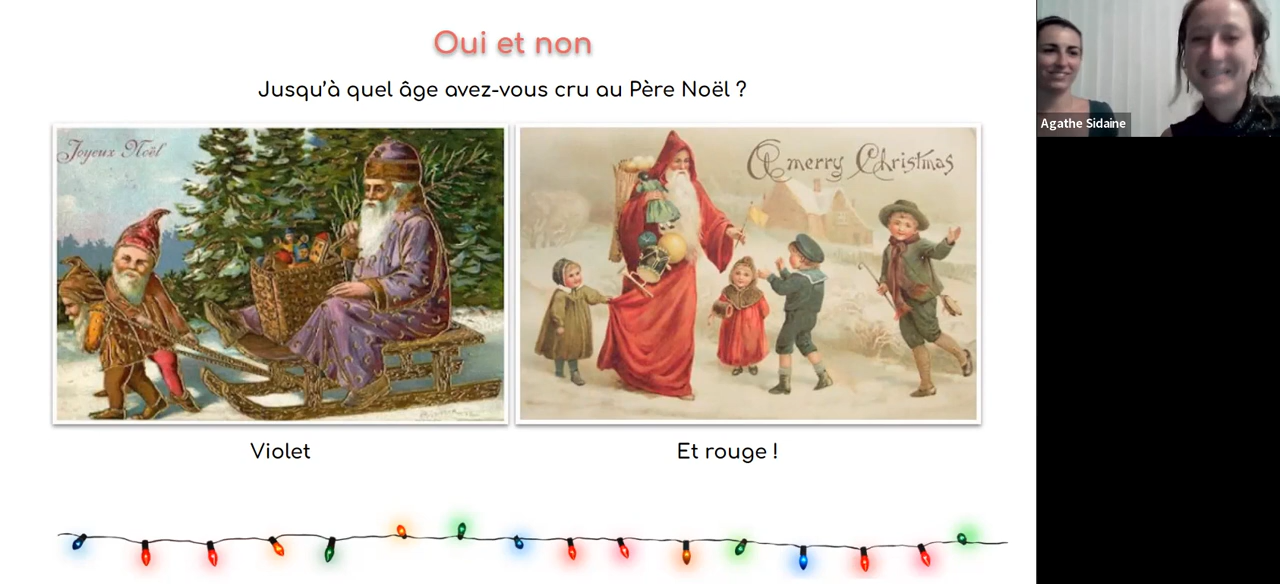 Oui et non
Jusqu'à quel âge avez-vous cru au Père Noël ?
Joyeux Noël
A merry Christmas
Violet
Et rouge !
Agathe Sidaine